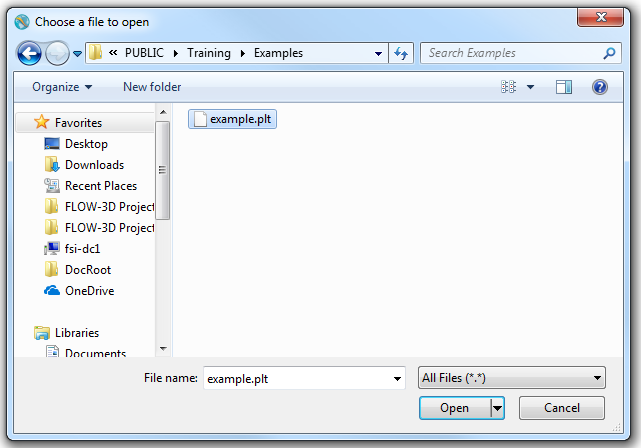 Choose a file to open
« PUBLIC Training Examples Search Examples
Organize New folder
Favorites
Desktop
Downloads
Recent Places
FLOW-3D Project
FLOW-3D Project
fsi-dc1
DocRoot
OneDrive
Libraries
Documents
example.plt
File name: example.plt All Files (*.*)
Open Cancel